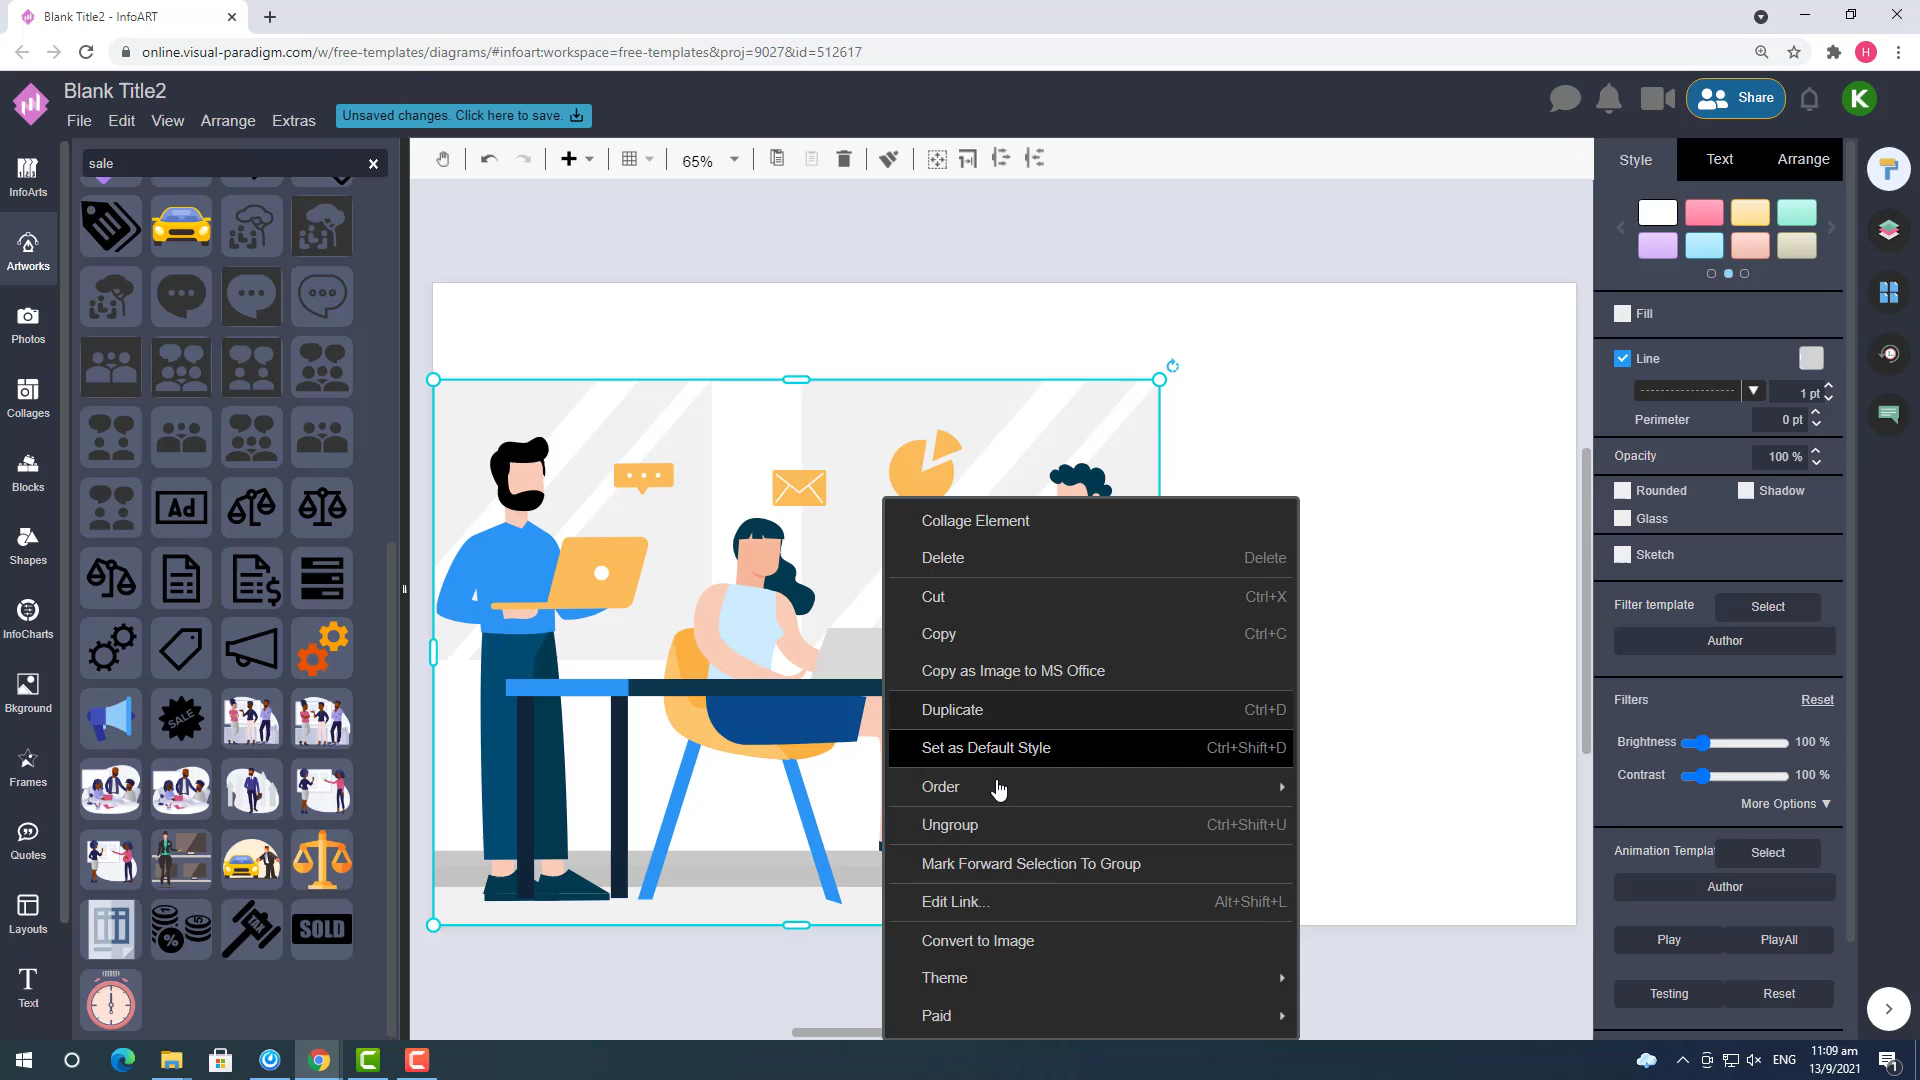 Blank Title2 - InfoART
online.visual-paradigm.com/w/free-templates/diagrams/#infoart:workspace=free-templates&proj=9027&id=512617
H
Blank Title2
File Edit View Arrange Extras
Unsaved changes. Click here to save.
Share
K
InfoArts
Artworks
Photos
Collages
Blocks
Shapes
InfoCharts
Bkground
Frames
Quotes
Layouts
Text
sale
Ad
SALE
TAX
SOLD
65%
Collage Element
Delete Delete
Cut Ctrl+X
Copy Ctrl+C
Copy as Image to MS Office
Duplicate Ctrl+D
Set as Default Style Ctrl+Shift+D
Order
Ungroup Ctrl+Shift+U
Mark Forward Selection To Group
Edit Link... Alt+Shift+L
Convert to Image
Theme
Paid
Style Text Arrange
Fill
Line
1 pt
Perimeter 0 pt
Opacity 100 %
Rounded Shadow
Glass
Sketch
Filter template Select
Author
Filters Reset
Brightness 100 %
Contrast 100 %
More Options ▼
Animation Templa Select
Author
Play PlayAll
Testing Reset
ENG
11:09 am
13/9/2021
1